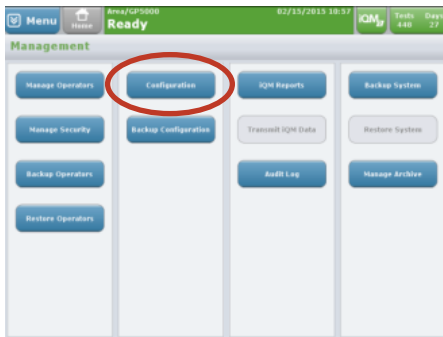 Menu
Home
Area/GP5000
Ready
02/15/2015 10:57
iQM
Tests
440
Days
27
Management
Manage Operators
Manage Security
Backup Operators
Restore Operators
Configuration
Backup Configuration
iQM Reports
Transmit iQM Data
Audit Log
Backup System
Restore System
Manage Archive